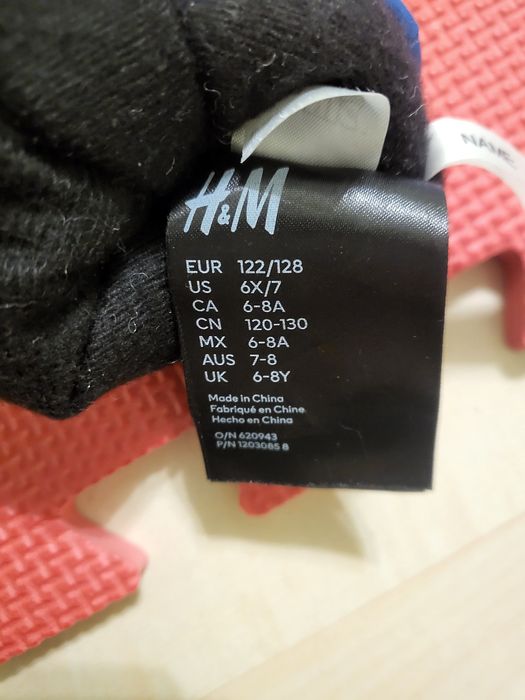 NAME
H&M
EUR 122/128
US 6X/7
CA 6-8A
CN 120-130
MX 6-8A
AUS 7-8
UK 6-8Y
Made in China
Fabriqué en Chine
Hecho en China
O/N 620943
P/N 1203085 8